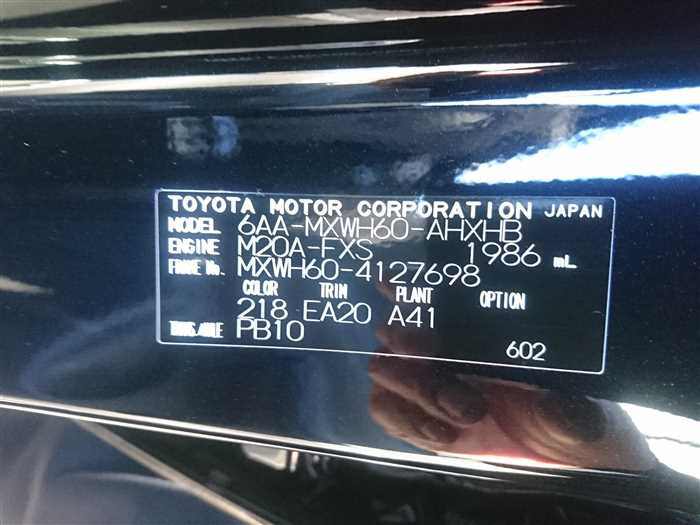 TOYOTA MOTOR CORPORATION JAPAN
MODEL 6AA-MXWH60-AHXHB
ENGINE M20A-FXS 1986 mL
FRAME No. MXWH60-4127698
COLOR TRIM PLANT OPTION
218 EA20 A41
TRANS.AXLE PB10
602